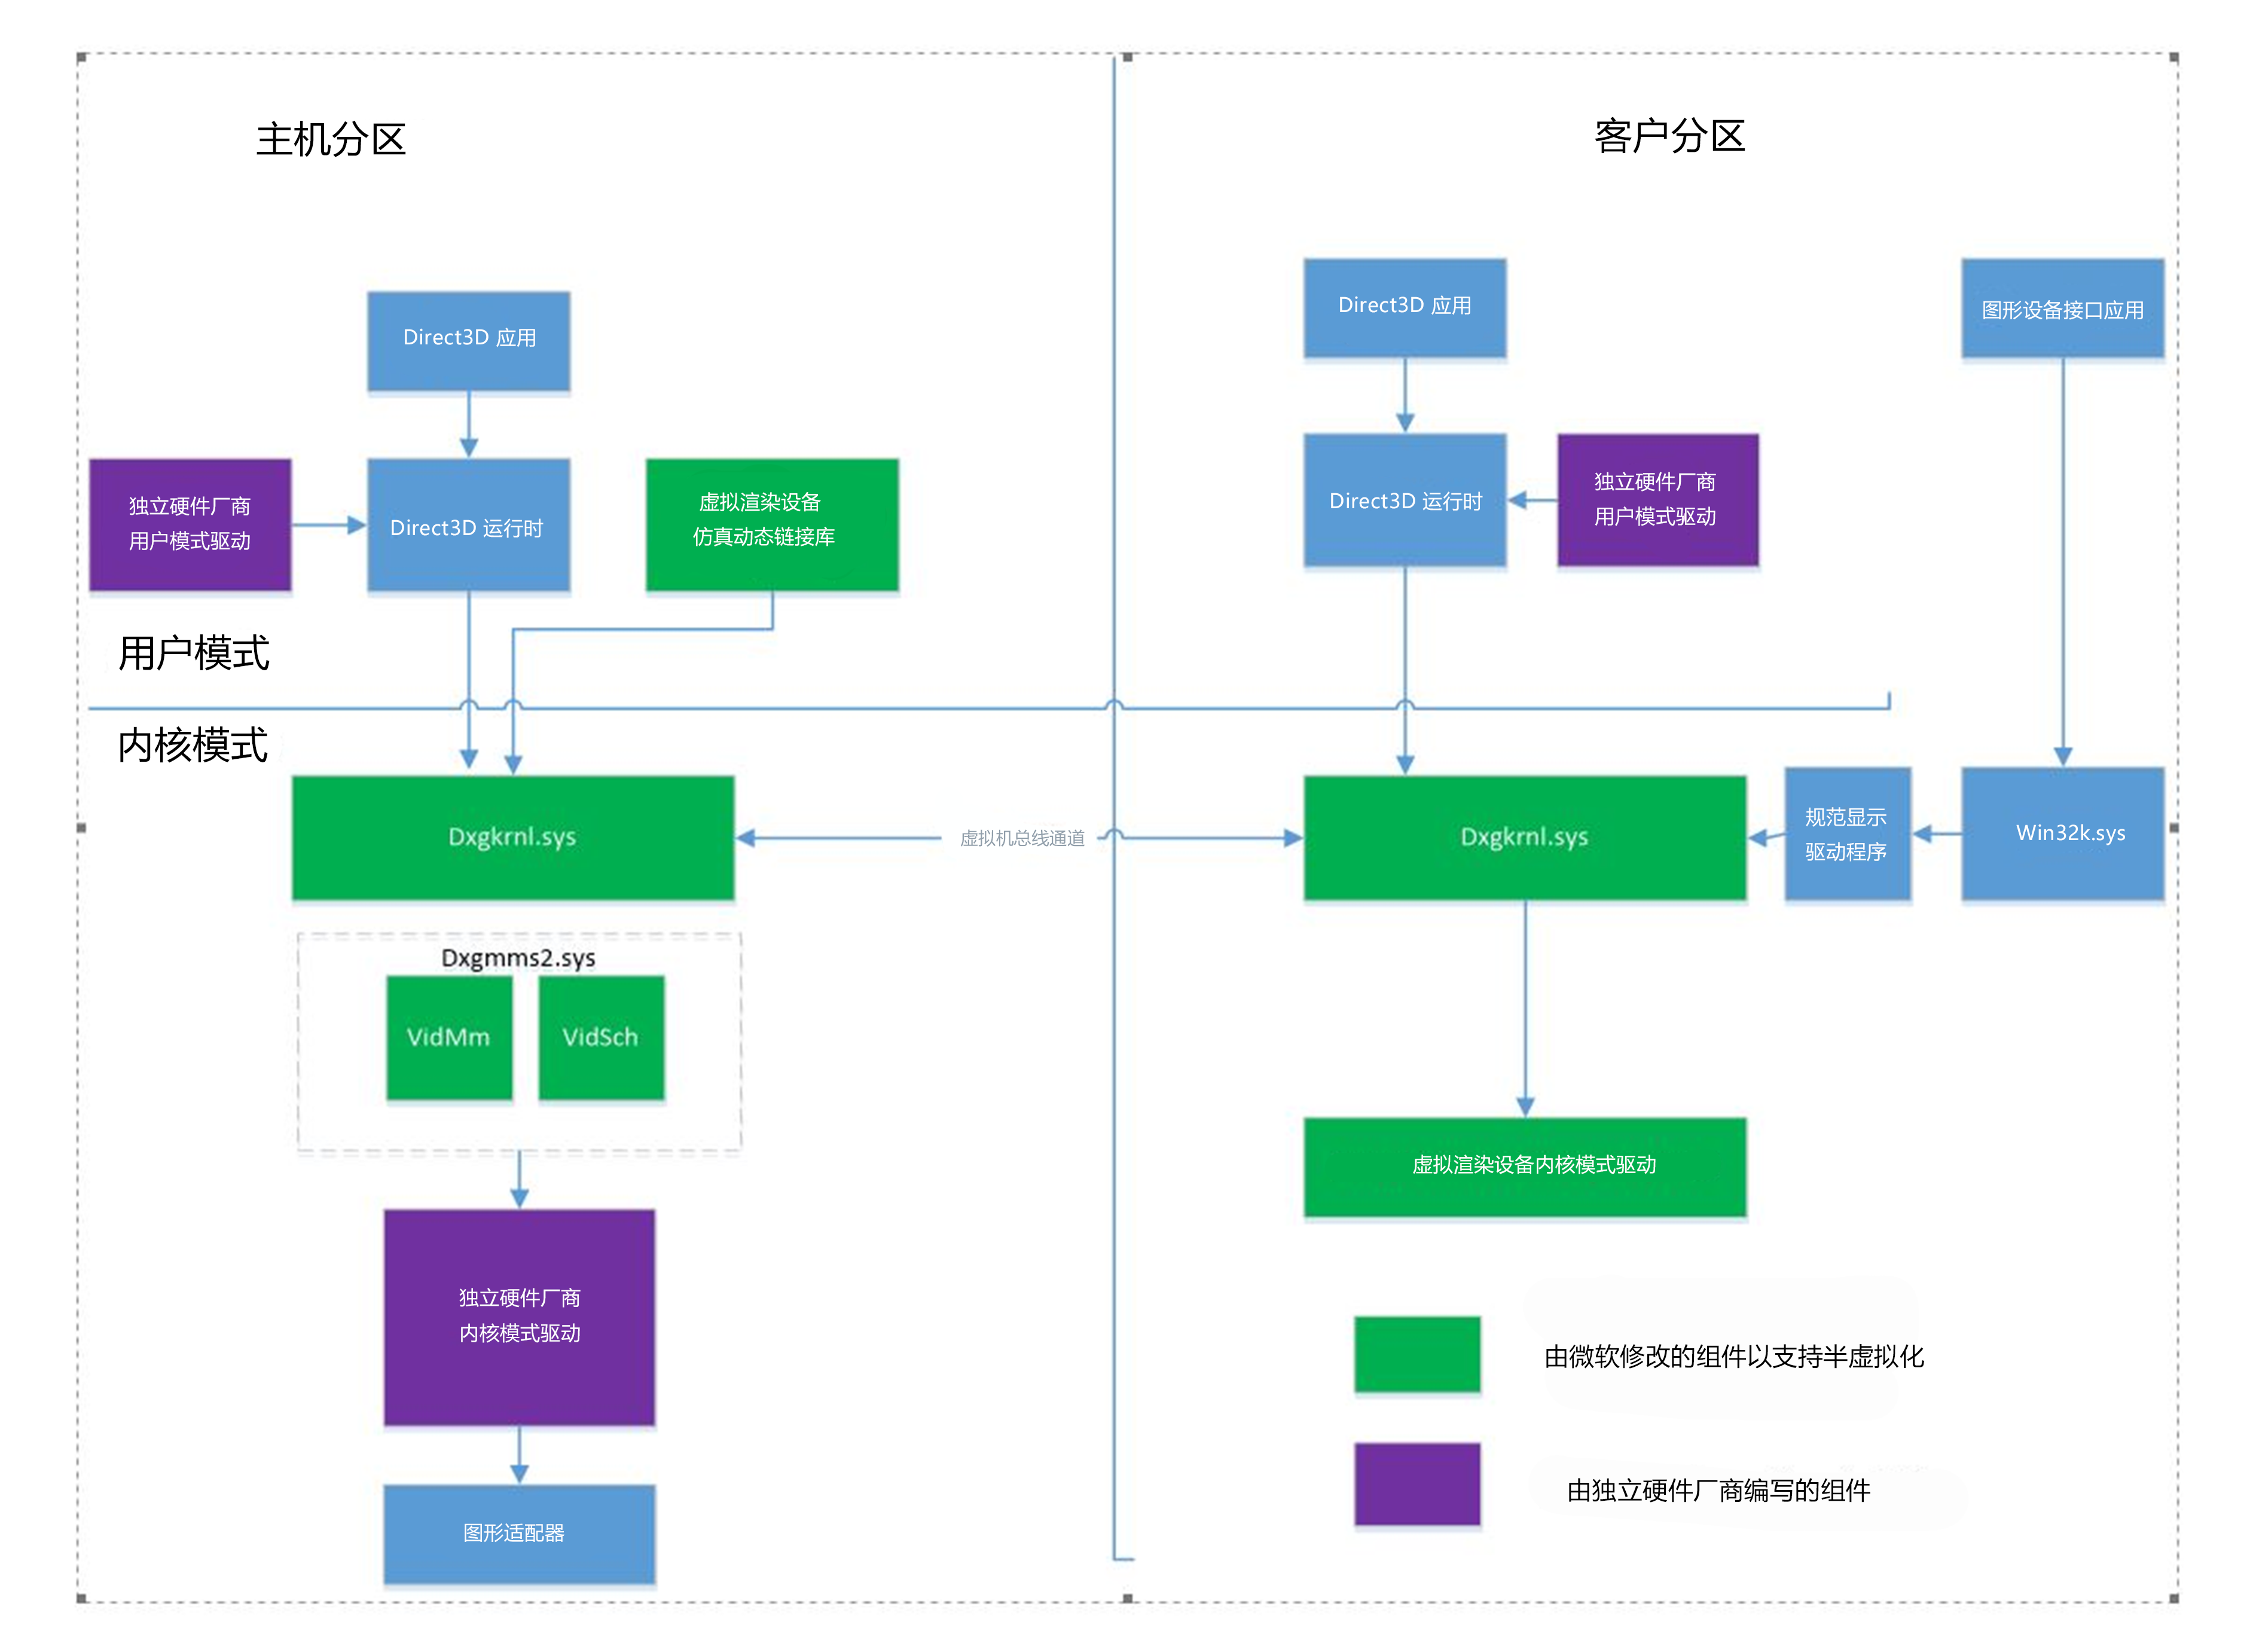 主机分区
客户分区
Direct3D 应用
Direct3D 应用
图形设备接口应用
独立硬件厂商
用户模式驱动
Direct3D 运行时
虚拟渲染设备
仿真动态链接库
Direct3D 运行时
独立硬件厂商
用户模式驱动
用户模式
内核模式
Dxgkrnl.sys
虚拟机总线通道
Dxgkrnl.sys
规范显示
驱动程序
Win32k.sys
Dxgmms2.sys
VidMm
VidSch
虚拟渲染设备内核模式驱动
独立硬件厂商
内核模式驱动
由微软修改的组件以支持半虚拟化
由独立硬件厂商编写的组件
图形适配器